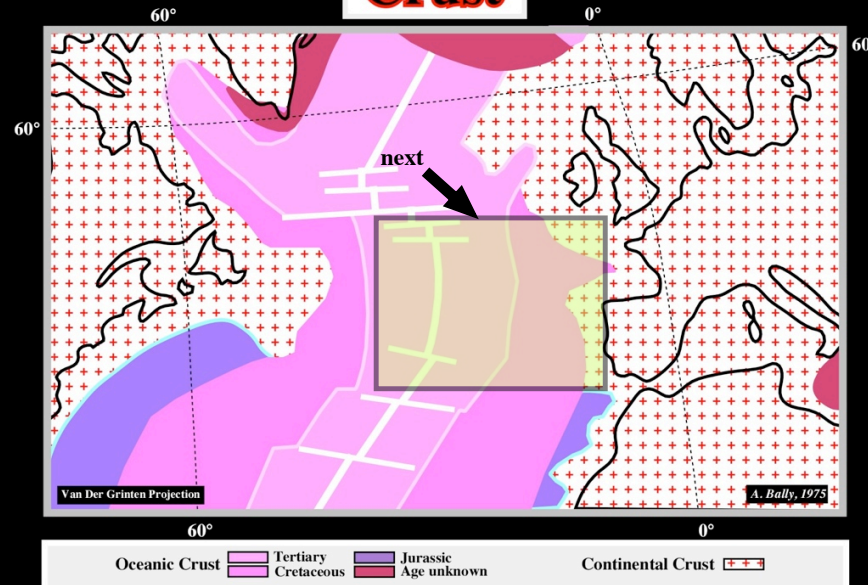 Crust
60°
0°
60
60°
next
Van Der Grinten Projection
A. Bally, 1975
60°
0°
Oceanic Crust
Tertiary
Cretaceous
Jurassic
Age unknown
Continental Crust